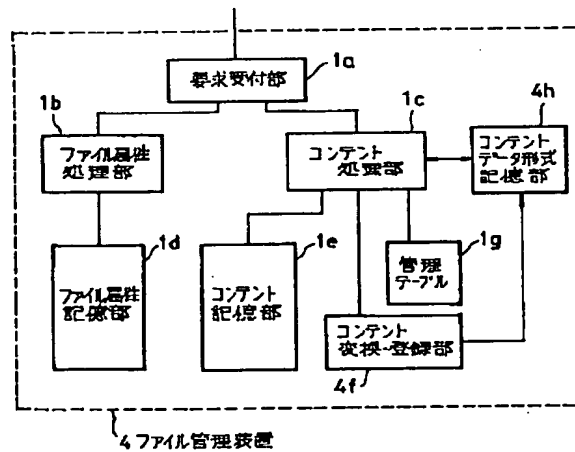 1a
要求受付部
1b
1c
4h
ファイル属性
処理部
コンテント
処理部
コンテント
データ形式
記憶部
1d
1e
1g
ファイル属性
記憶部
コンテント
記憶部
管理
テーブル
コンテント
変換・登録部
4f
4 ファイル管理装置